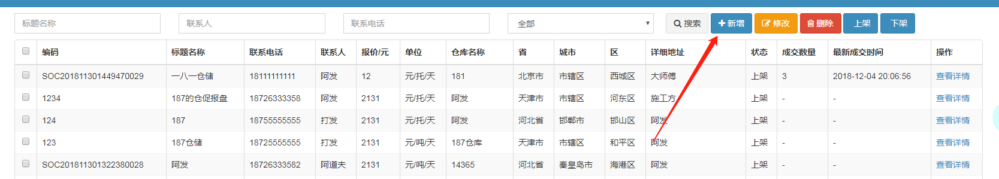 标题名称 联系人 联系电话 全部 搜索 新增 修改 删除 上架 下架
编码 标题名称 联系电话 联系人 报价/元 单位 仓库名称 省 城市 区 详细地址 状态 成交数量 最新成交时间 操作
SOC201811301449470029 一八一仓储 18111111111 阿发 12 元/托/天 181 北京市 市辖区 西城区 大师傅 上架 3 2018-12-04 20:06:56 查看详情
1234 187的仓促报盘 18726333358 阿发 2131 元/托/天 阿发 天津市 市辖区 河东区 施工方 上架 - - 查看详情
124 187 18755555555 打发 2131 元/托/天 阿发 河北省 邯郸市 邯山区 阿发 上架 - - 查看详情
123 187仓储 18725555555 打发 2131 元/吨/天 187仓库 天津市 市辖区 和平区 阿发 上架 - - 查看详情
SOC201811301322380028 阿发 18726333582 阿道夫 2131 元/吨/天 14365 河北省 秦皇岛市 海港区 阿发 上架 - - 查看详情